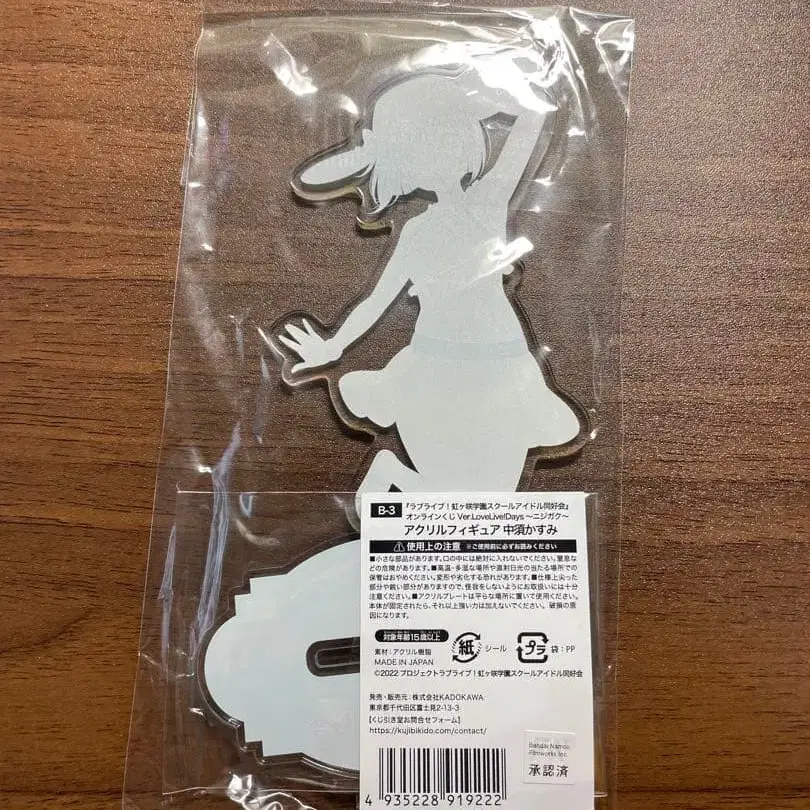 B-3
『ラブライブ！虹ヶ咲学園スクールアイドル同好会』
オンラインくじ Ver.LoveLive!Days ～ニジガク～
アクリルフィギュア 中須かすみ
使用上の注意 ※ご使用前に必ずお読みください
■小さな部品があります。口の中には絶対に入れないでください。窒息な
どの危険があります。■高温・多湿な場所や直射日光の当たる場所での
保管はおやめください。変形や劣化する恐れがあります。■仕様上尖った
部分や鋭い部分がありますので、怪我をしないようにお取扱いには十分
注意ください。■アクリルプレートは平らな場所に置いて使用ください。
本体が固定されたら、それ以上強い力は加えないでください。破損の原
因になります。
対象年齢15歳以上
素材：アクリル樹脂
MADE IN JAPAN
紙 シール
プラ 袋：PP
©2022 プロジェクトラブライブ！虹ヶ咲学園スクールアイドル同好会
発売・販売元：株式会社KADOKAWA
東京都千代田区富士見2-13-3
【くじ引き堂お問合せフォーム】
https://kujibikido.com/contact/
Bandai Namco
Filmworks Inc.
承認済
4 935228 919222